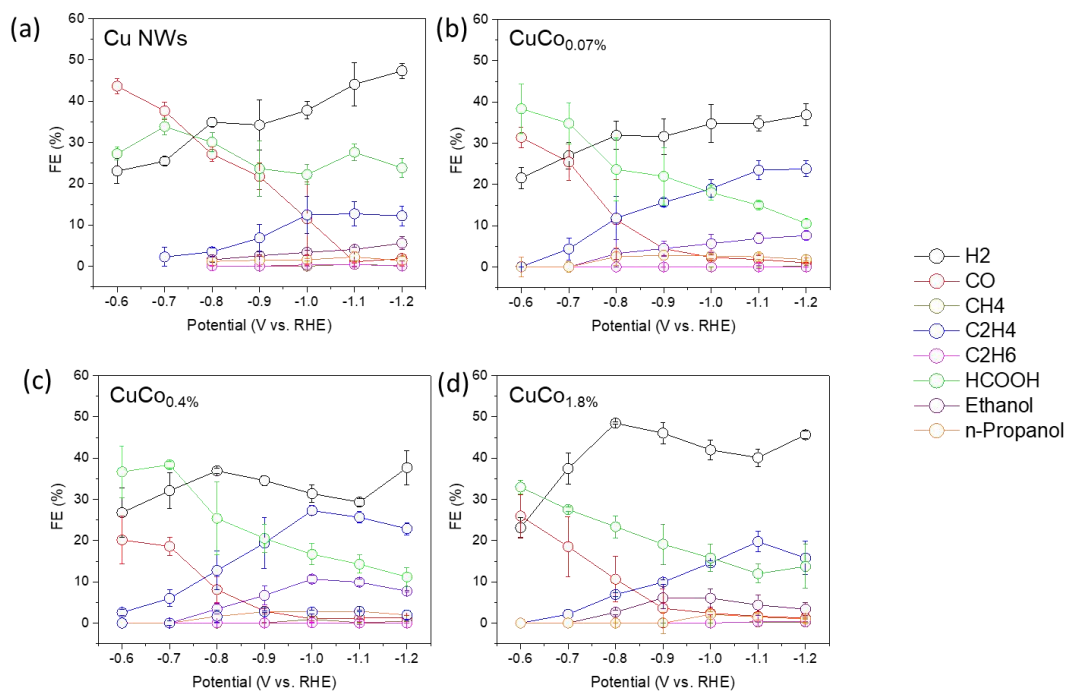 (a)
Cu NWs
60
50
40
30
20
10
0
FE (%)
-0.6 -0.7 -0.8 -0.9 -1.0 -1.1 -1.2
Potential (V vs. RHE)
(b)
CuCo0.07%
60
50
40
30
20
10
0
FE (%)
-0.6 -0.7 -0.8 -0.9 -1.0 -1.1 -1.2
Potential (V vs. RHE)
H2
CO
CH4
C2H4
C2H6
HCOOH
Ethanol
n-Propanol
(c)
CuCo0.4%
60
50
40
30
20
10
0
FE (%)
-0.6 -0.7 -0.8 -0.9 -1.0 -1.1 -1.2
Potential (V vs. RHE)
(d)
CuCo1.8%
60
50
40
30
20
10
0
FE (%)
-0.6 -0.7 -0.8 -0.9 -1.0 -1.1 -1.2
Potential (V vs. RHE)